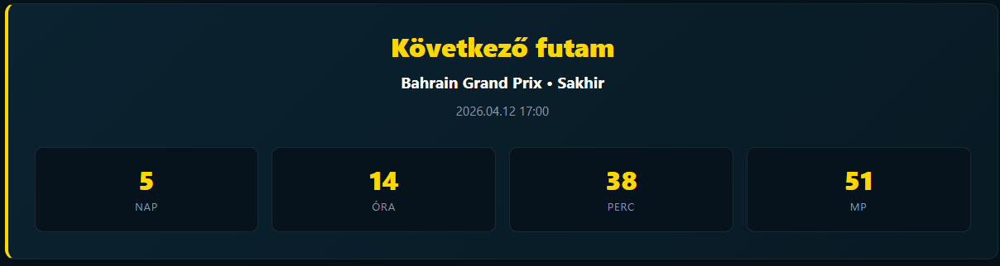 Következő futam
Bahrain Grand Prix • Sakhir
2026.04.12 17:00
5 14 38 51
NAP ÓRA PERC MP